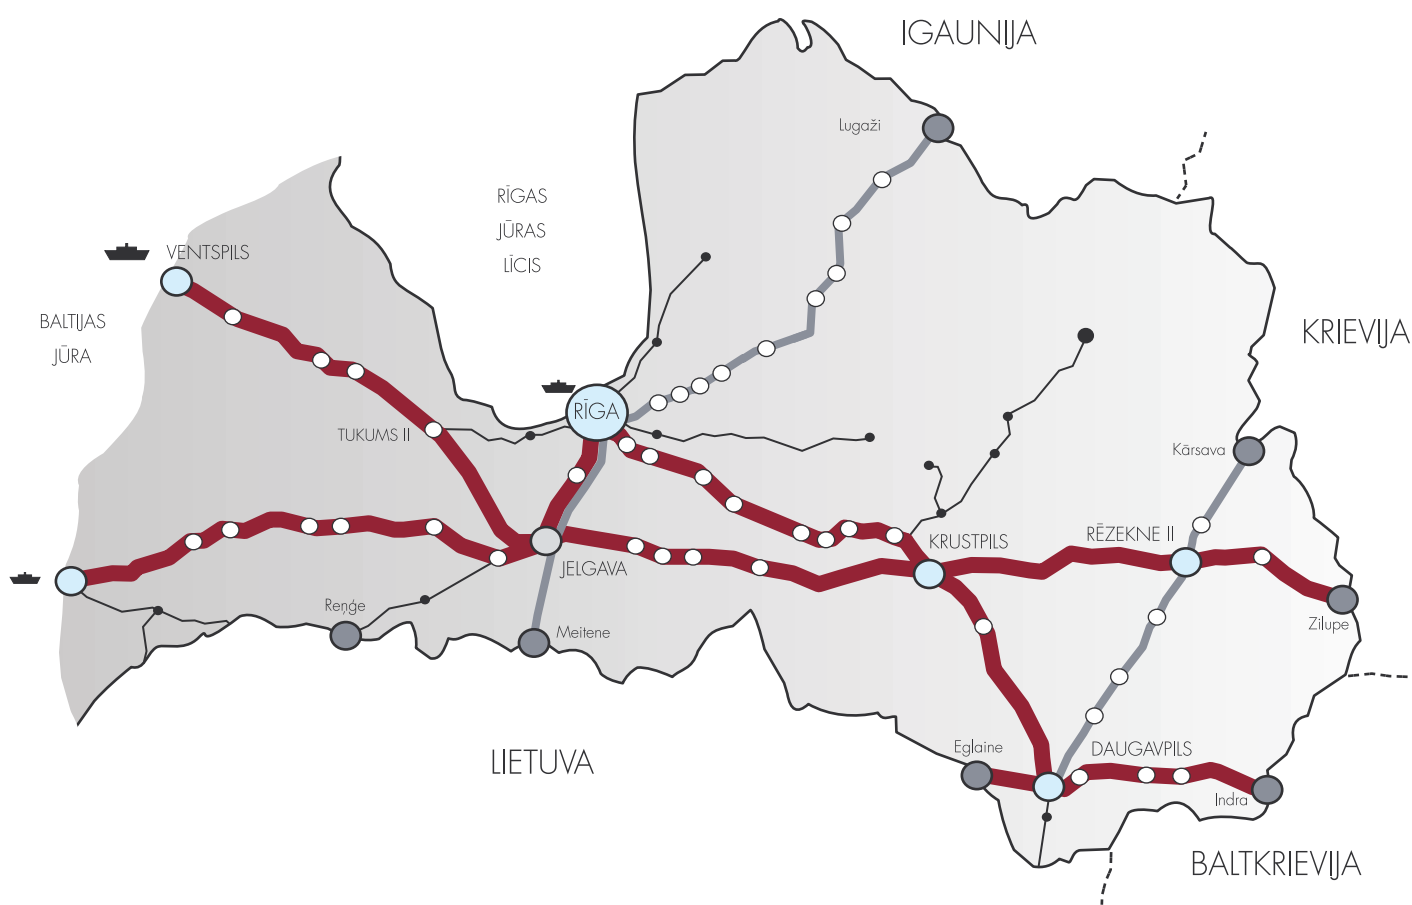 IGAUNIJA
Lugaži
RĪGAS
JŪRAS
LĪCIS
VENTSPILS
BALTIJAS
JŪRA
KRIEVIJA
RĪGA
TUKUMS II
Kārsava
RĒZEKNE II
KRUSTPILS
JELGAVA
Reņģe
Meitene
Zilupe
LIETUVA
Eglaine
DAUGAVPILS
Indra
BALTKRIEVIJA